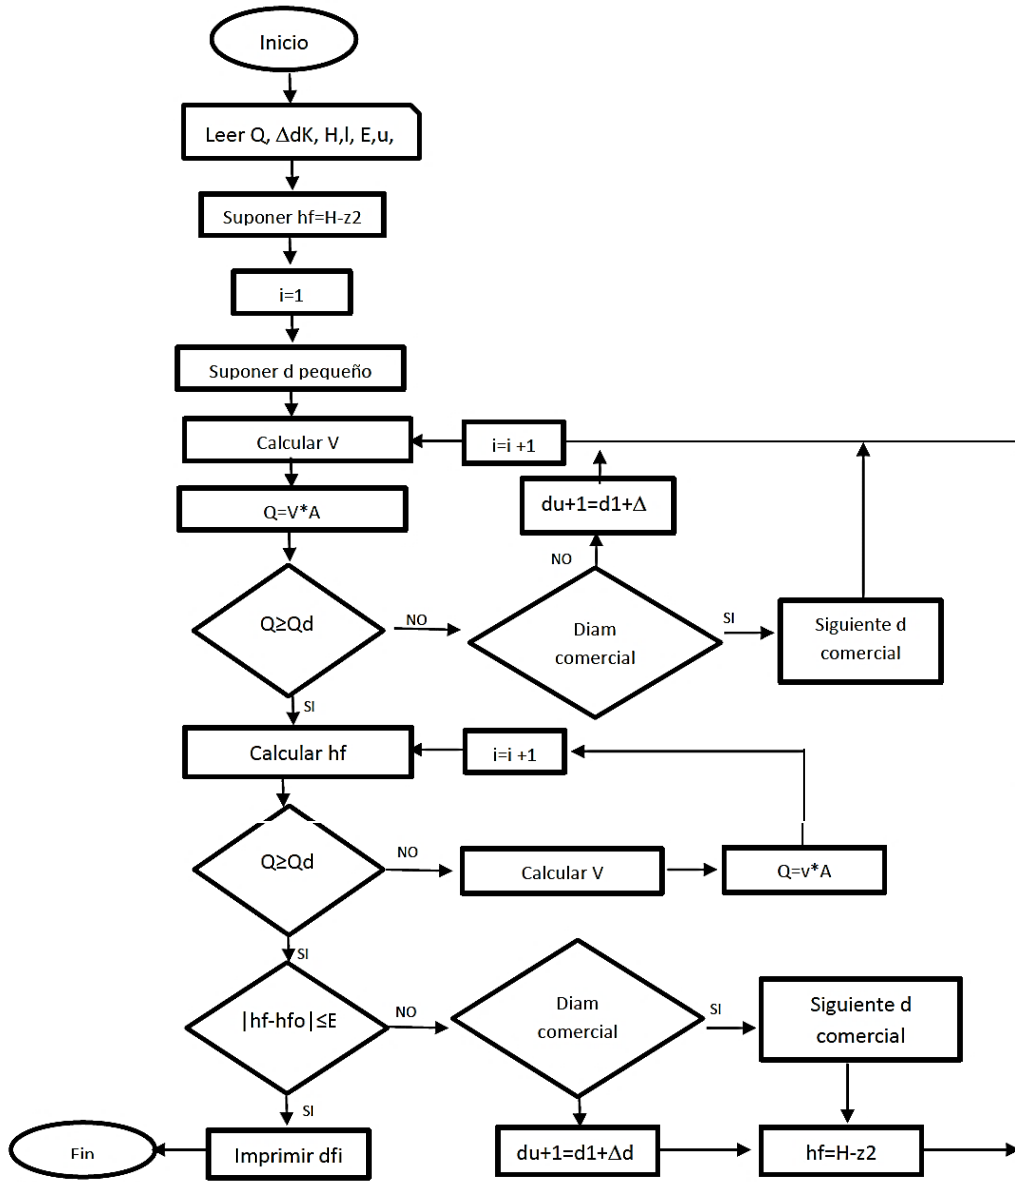 Inicio
Leer Q, ΔdK, H,l, E,u,
Suponer hf=H-z2
i=1
Suponer d pequeño
Calcular V
i=i +1
Q=V*A
du+1=d1+Δ
NO
Q≥Qd
NO
Diam
comercial
SI
Siguiente d
comercial
SI
Calcular hf
i=i +1
Q≥Qd
NO
Calcular V
Q=v*A
SI
|hf-hfo|≤E
NO
Diam
comercial
SI
Siguiente d
comercial
SI
Fin
Imprimir dfi
du+1=d1+Δd
hf=H-z2